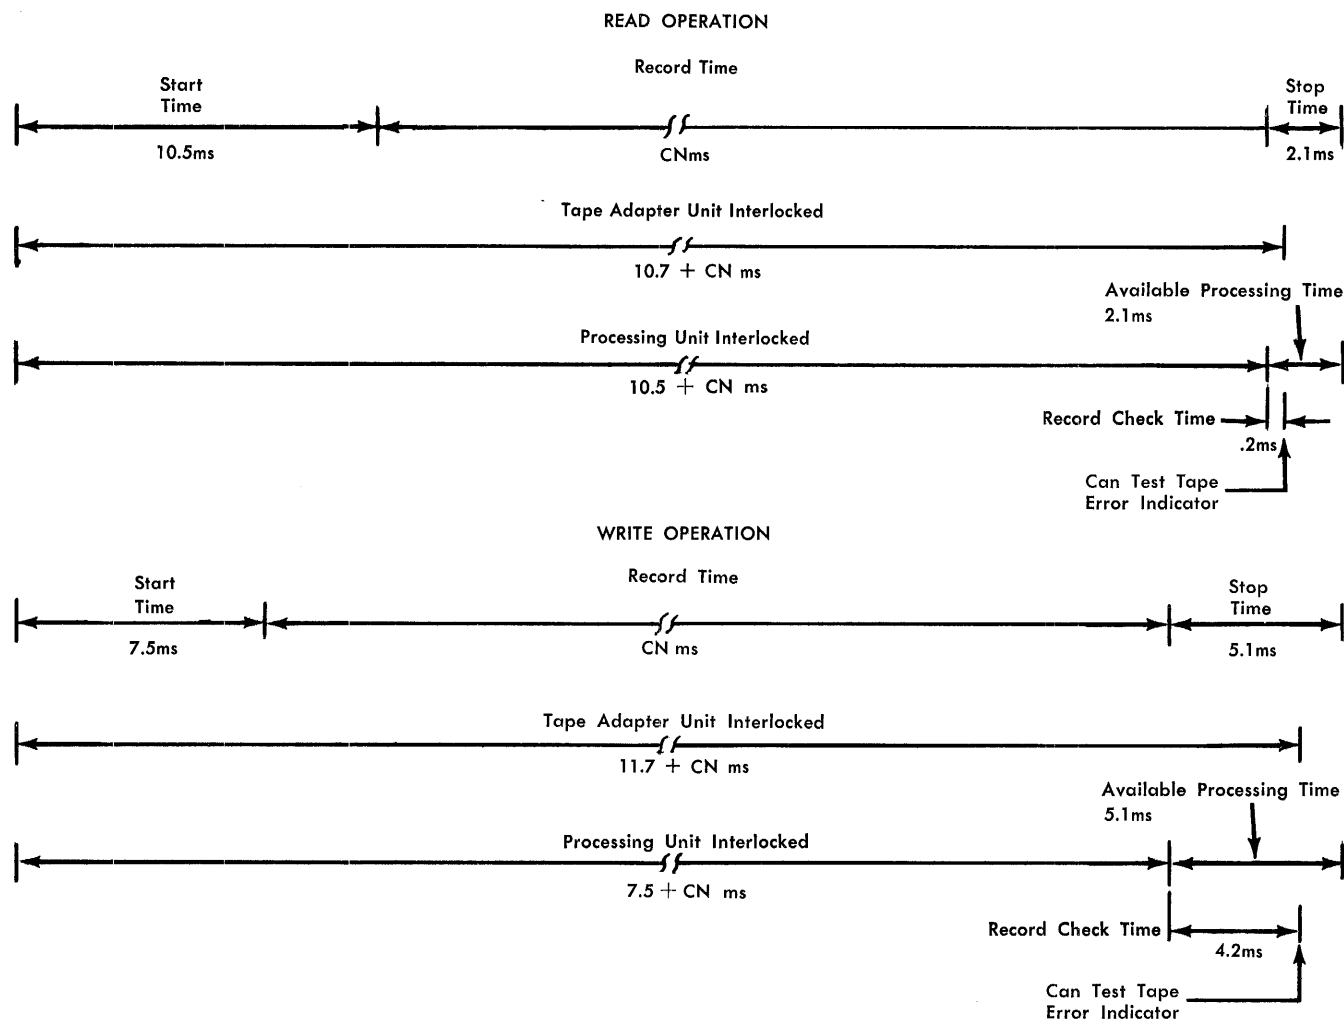 READ OPERATION
Record Time
Start
Time
Stop
Time
10.5ms
CNms
2.1ms
Tape Adapter Unit Interlocked
10.7 + CN ms
Available Processing Time
2.1ms
Processing Unit Interlocked
10.5 + CN ms
Record Check Time
.2ms
Can Test Tape
Error Indicator
WRITE OPERATION
Record Time
Start
Time
Stop
Time
7.5ms
CN ms
5.1ms
Tape Adapter Unit Interlocked
11.7 + CN ms
Available Processing Time
5.1ms
Processing Unit Interlocked
7.5 + CN ms
Record Check Time
4.2ms
Can Test Tape
Error Indicator